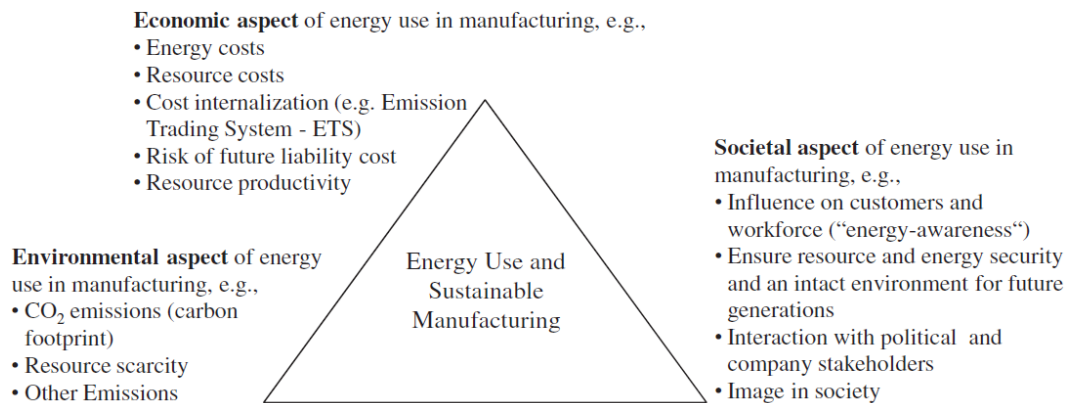 Economic aspect of energy use in manufacturing, e.g.,
• Energy costs
• Resource costs
• Cost internalization (e.g. Emission
Trading System - ETS)
• Risk of future liability cost
• Resource productivity
Environmental aspect of energy
use in manufacturing, e.g.,
• CO₂ emissions (carbon
footprint)
• Resource scarcity
• Other Emissions
Energy Use and
Sustainable
Manufacturing
Societal aspect of energy use in
manufacturing, e.g.,
• Influence on customers and
workforce (“energy-awareness“)
• Ensure resource and energy security
and an intact environment for future
generations
• Interaction with political and
company stakeholders
• Image in society